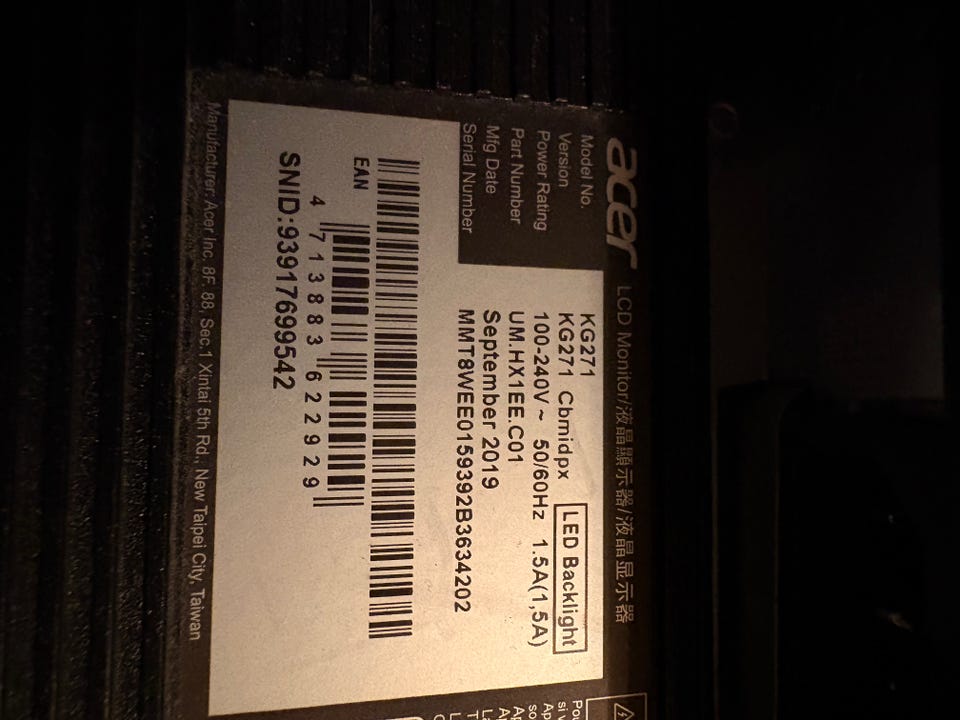 acer LCD Monitor/液晶顯示器/液晶显示器
Model No. KG271
Version KG271 Cbmidpx LED Backlight
Power Rating 100-240V~ 50/60Hz 1.5A(1,5A)
Part Number UM.HX1EE.C01
Mfg Date September 2019
Serial Number MMT8WEE0159392B3634202
EAN
4 713883 622929
SNID:93917699542
Manufacturer: Acer Inc. 8F, 88, Sec.1 Xintai 5th Rd. New Taipei City, Taiwan